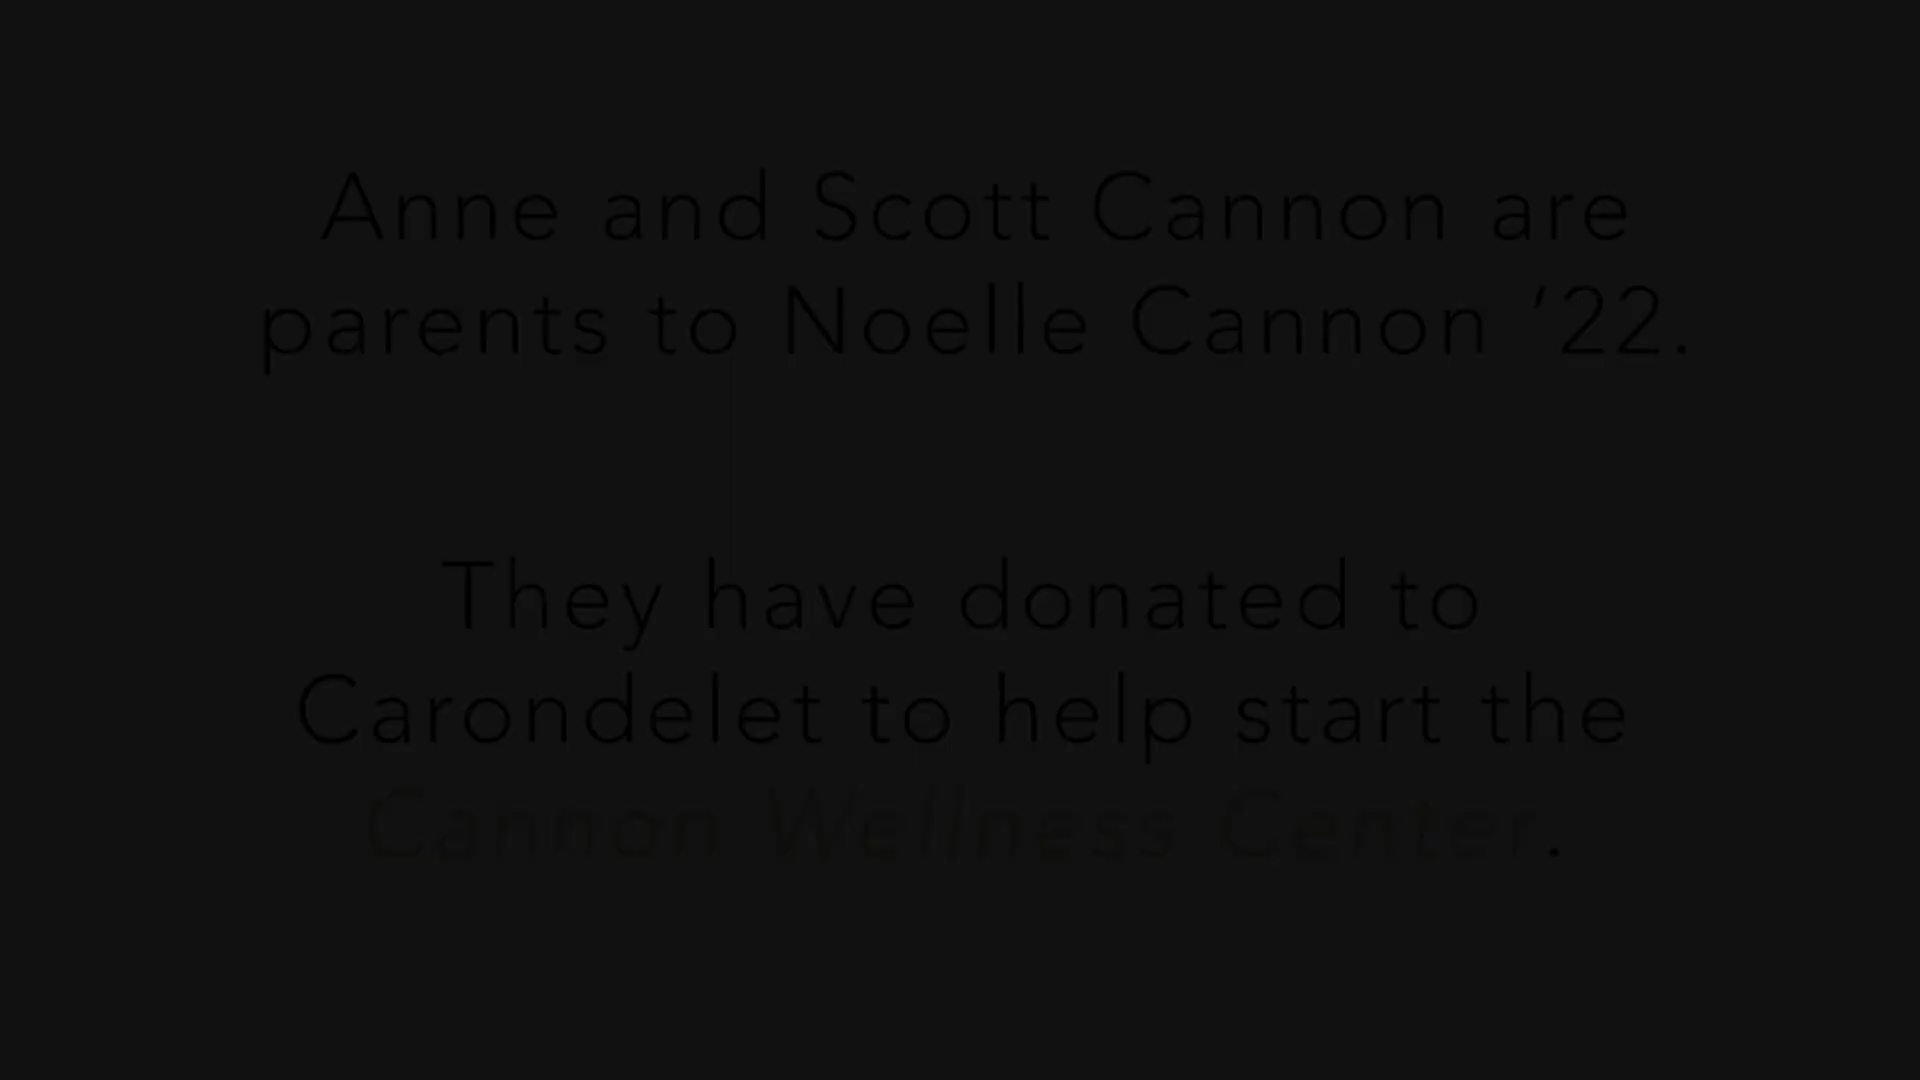 Anne and Scott Cannon are
parents to Noelle Cannon ’22.
They have donated to
Carondelet to help start the
Cannon Wellness Center.